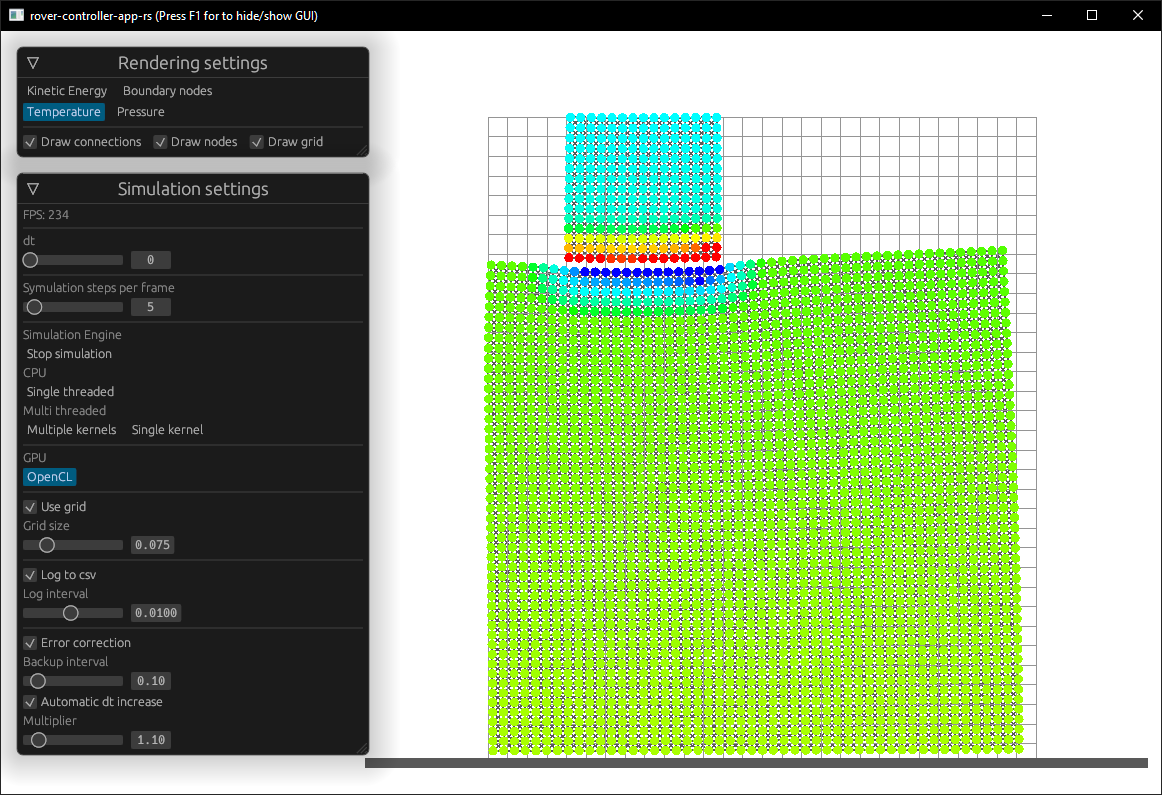 rover-controller-app-rs (Press F1 for to hide/show GUI)
Rendering settings
Kinetic Energy Boundary nodes
Temperature Pressure
Draw connections Draw nodes Draw grid
Simulation settings
FPS: 234
dt
0
Symulation steps per frame
5
Simulation Engine
Stop simulation
CPU
Single threaded
Multi threaded
Multiple kernels Single kernel
GPU
OpenCL
Use grid
Grid size
0.075
Log to csv
Log interval
0.0100
Error correction
Backup interval
0.10
Automatic dt increase
Multiplier
1.10